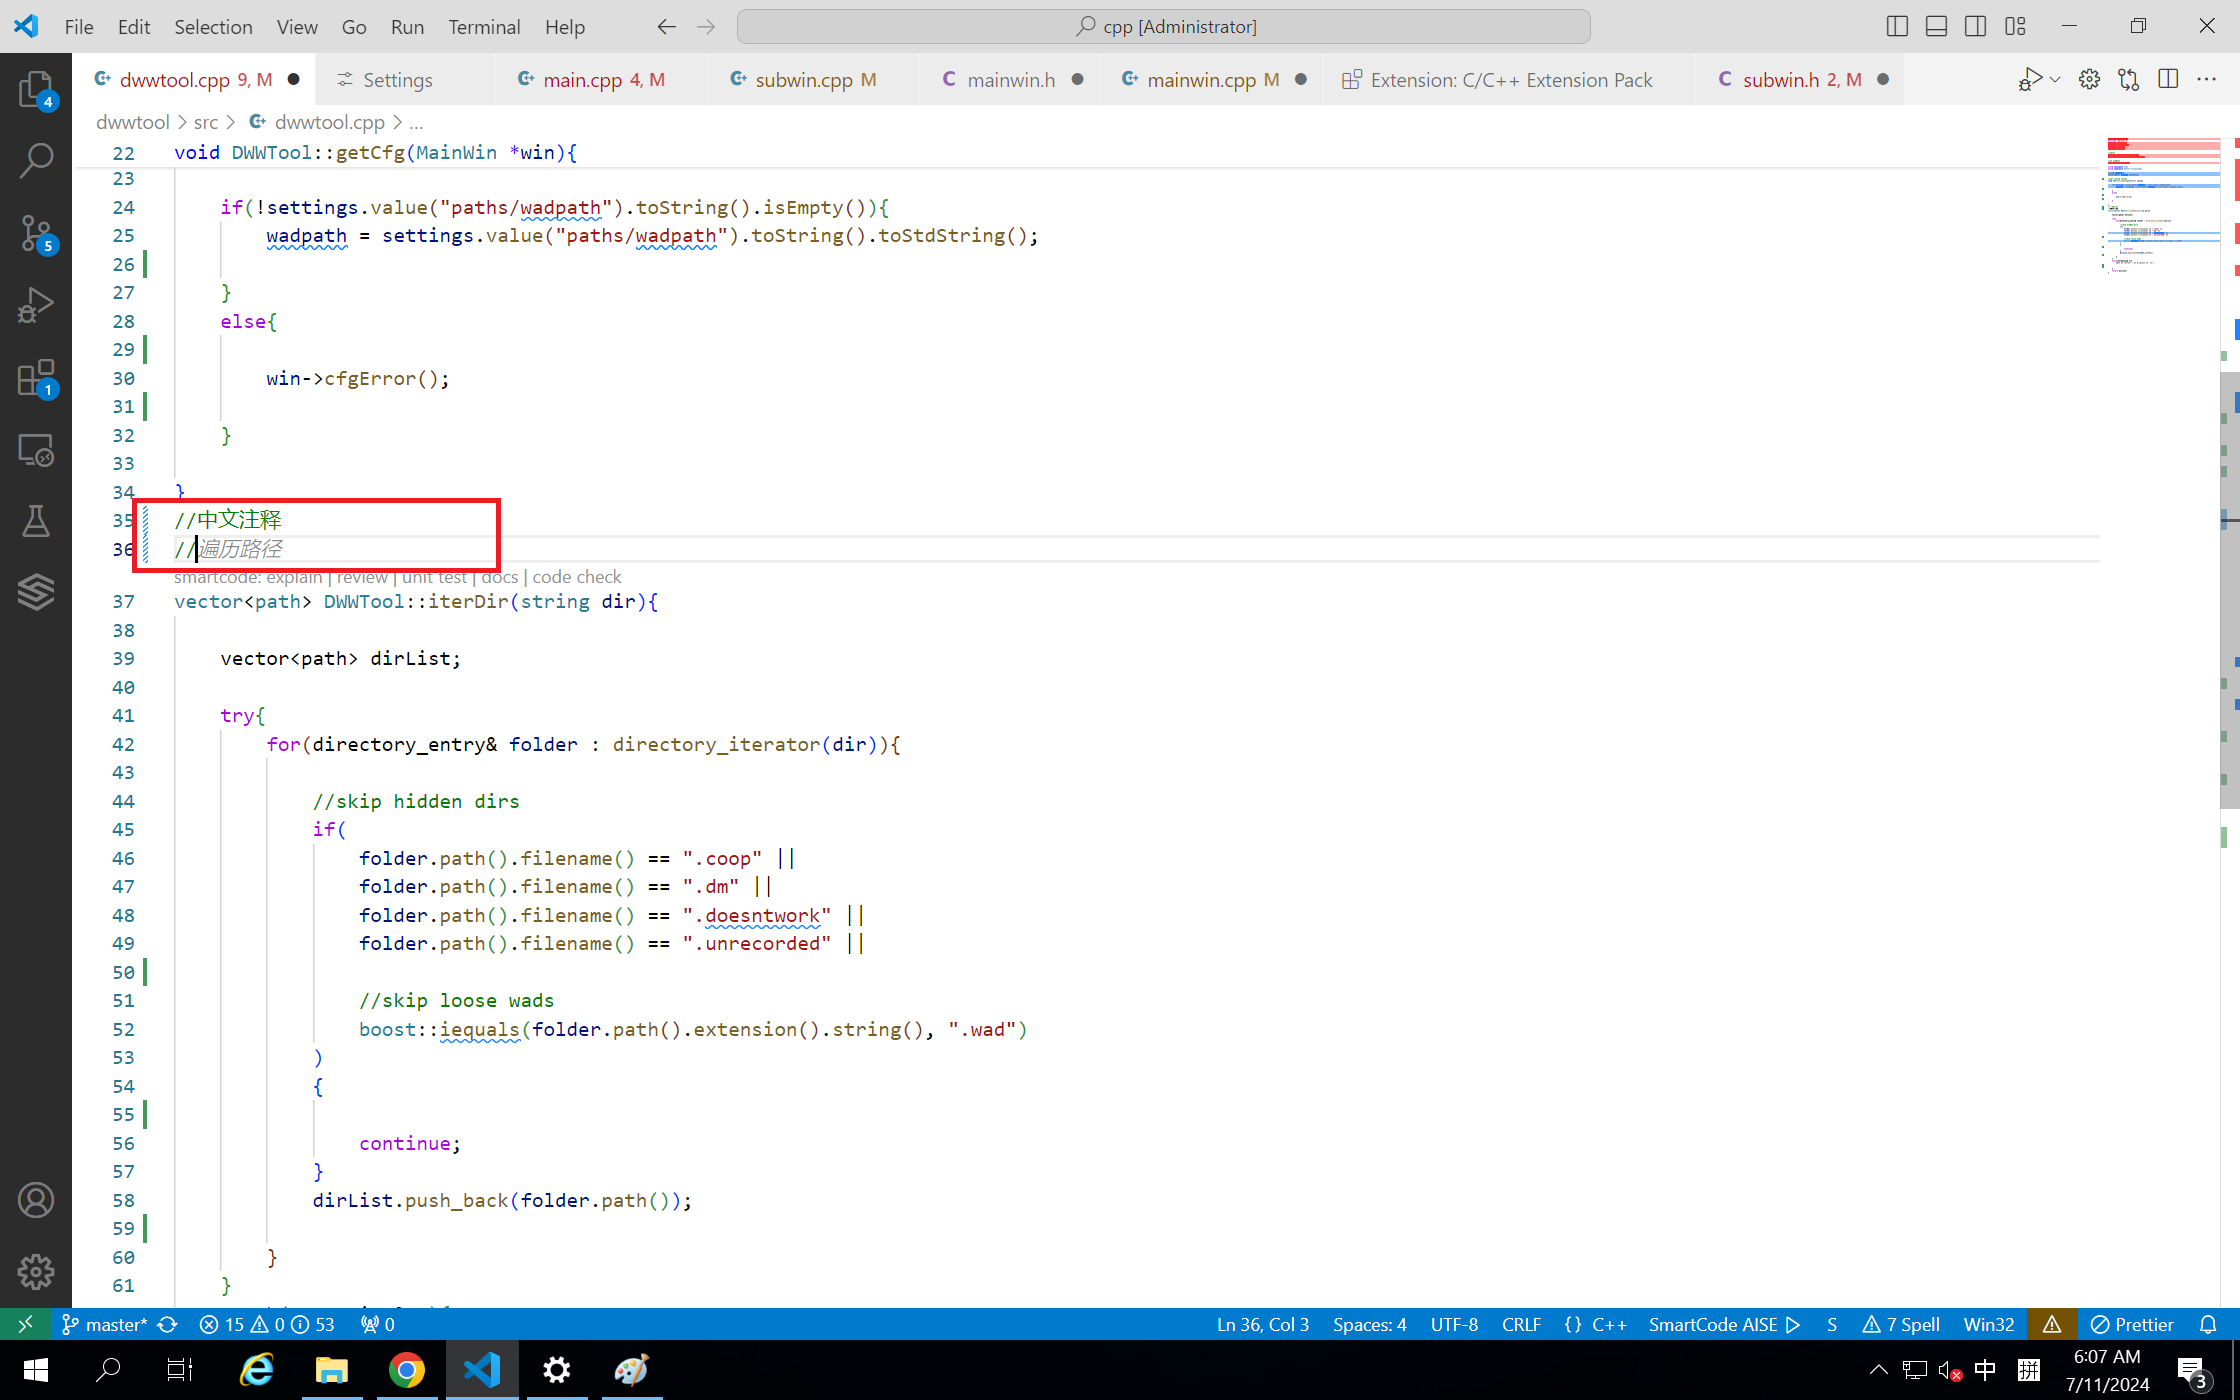 File Edit Selection View Go Run Terminal Help cpp [Administrator]
dwwtool.cpp 9, M Settings main.cpp 4, M subwin.cpp M mainwin.h mainwin.cpp M Extension: C/C++ Extension Pack subwin.h 2, M
4
dwwtool > src > dwwtool.cpp > ...
22 void DWWTool::getCfg(MainWin *win){
23
24 if(!settings.value("paths/wadpath").toString().isEmpty()){
25 wadpath = settings.value("paths/wadpath").toString().toStdString();
5
26
27 }
28 else{
29
30 win->cfgError();
1
31
32 }
33
34 }
35 //中文注释
36 //遍历路径
smartcode: explain | review | unit test | docs | code check
37 vector<path> DWWTool::iterDir(string dir){
38
39 vector<path> dirList;
40
41 try{
42 for(directory_entry& folder : directory_iterator(dir)){
43
44 //skip hidden dirs
45 if(
46 folder.path().filename() == ".coop" ||
47 folder.path().filename() == ".dm" ||
48 folder.path().filename() == ".doesntwork" ||
49 folder.path().filename() == ".unrecorded" ||
50
51 //skip loose wads
52 boost::iequals(folder.path().extension().string(), ".wad")
53 )
54 {
55
56 continue;
57 }
58 dirList.push_back(folder.path());
59
60 }
61 }
master* 15 0 53 0 Ln 36, Col 3 Spaces: 4 UTF-8 CRLF {} C++ SmartCode AISE S 7 Spell Win32 Prettier
中 拼 6:07 AM
7/11/2024 3